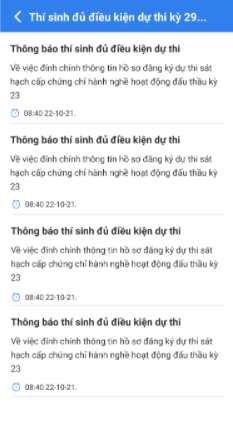 Thí sinh đủ điều kiện dự thi kỳ 29...
Thông báo thí sinh đủ điều kiện dự thi
Về việc đính chính thông tin hồ sơ đăng ký dự thi sát
hạch cấp chứng chỉ hành nghề hoạt động đấu thầu kỳ
23
08:40 22-10-21.
Thông báo thí sinh đủ điều kiện dự thi
Về việc đính chính thông tin hồ sơ đăng ký dự thi sát
hạch cấp chứng chỉ hành nghề hoạt động đấu thầu kỳ
23
08:40 22-10-21.
Thông báo thí sinh đủ điều kiện dự thi
Về việc đính chính thông tin hồ sơ đăng ký dự thi sát
hạch cấp chứng chỉ hành nghề hoạt động đấu thầu kỳ
23
08:40 22-10-21.
Thông báo thí sinh đủ điều kiện dự thi
Về việc đính chính thông tin hồ sơ đăng ký dự thi sát
hạch cấp chứng chỉ hành nghề hoạt động đấu thầu kỳ
23
08:40 22-10-21.